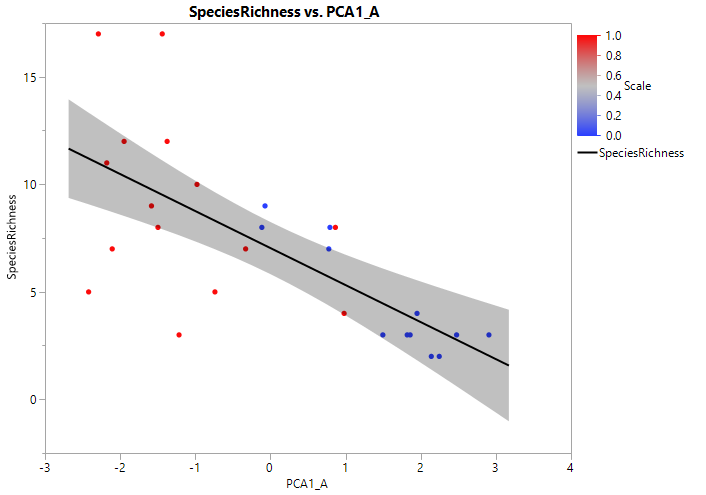 SpeciesRichness vs. PCA1_A
15
10
5
0
SpeciesRichness
-3 -2 -1 0 1 2 3 4
PCA1_A
1.0
0.8
0.6
0.4
0.2
0.0
Scale
SpeciesRichness